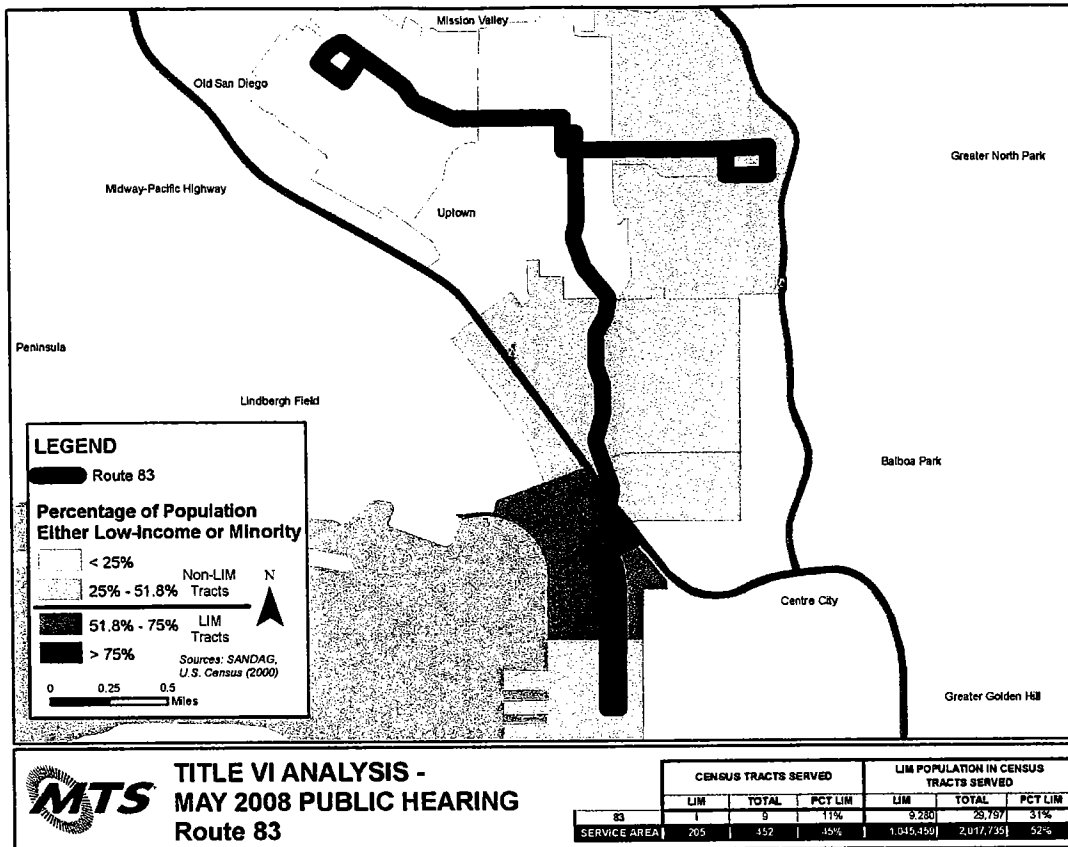 Mission Valley
Old San Diego
Greater North Park
Midway-Pacific Highway
Uptown
Peninsula
Lindbergh Field
Balboa Park
Centre City
Greater Golden Hill
LEGEND
Route 83
Percentage of Population
Either Low-Income or Minority
< 25%
25% - 51.8%
Non-LIM
Tracts
N
51.8% - 75%
LIM
Tracts
> 75%
Sources: SANDAG,
U.S. Census (2000)
0 0.25 0.5
Miles
MTS
TITLE VI ANALYSIS -
MAY 2008 PUBLIC HEARING
Route 83
CENSUS TRACTS SERVED
LIM POPULATION IN CENSUS
TRACTS SERVED
LIM TOTAL PCT LIM LIM TOTAL PCT LIM
83 1 9 11% 9,280 29,797 31%
SERVICE AREA 205 452 45% 1,045,459 2,017,735 52%